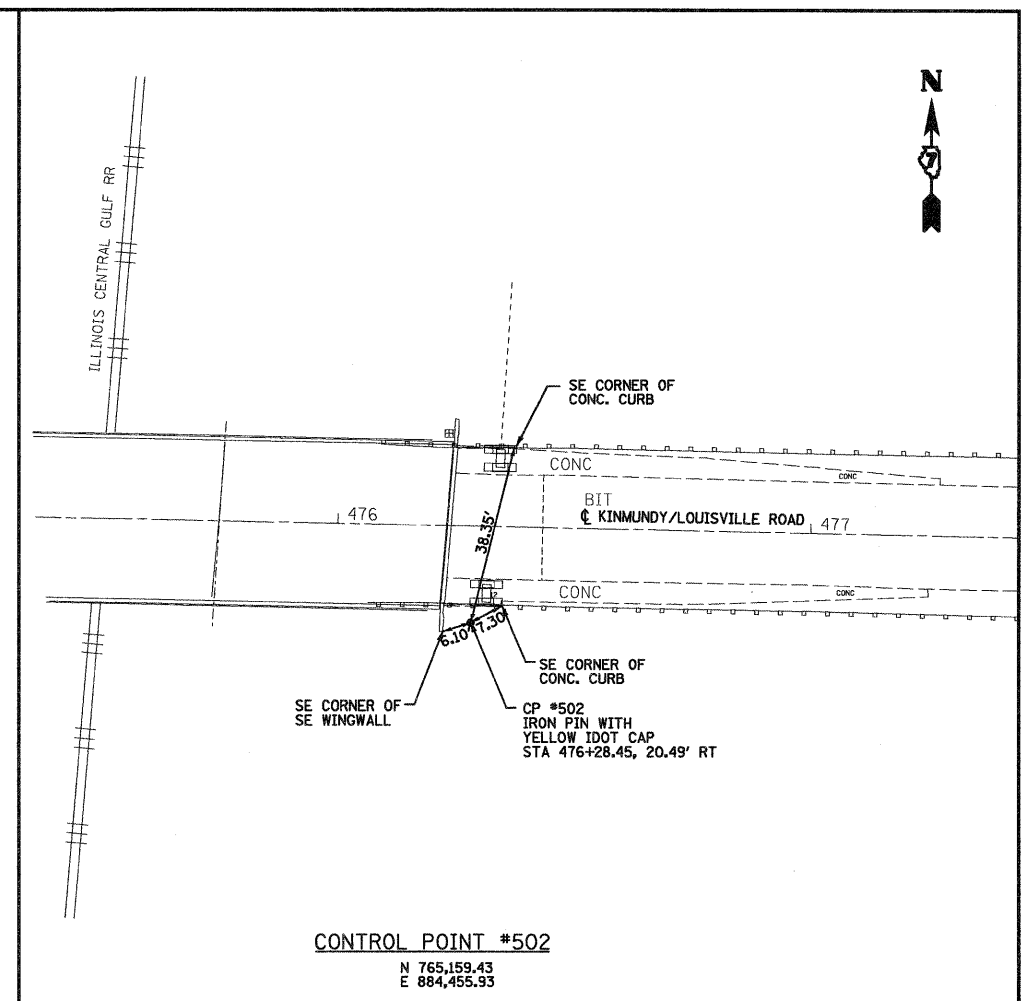 N
7
ILLINOIS CENTRAL GULF RR
SE CORNER OF
CONC. CURB
CONC
CONC
BIT
℄ KINMUNDY/LOUISVILLE ROAD
476
477
38.35'
CONC
CONC
6.10'
7.30'
SE CORNER OF
CONC. CURB
SE CORNER OF
SE WINGWALL
CP #502
IRON PIN WITH
YELLOW IDOT CAP
STA 476+28.45, 20.49' RT
CONTROL POINT #502
N 765,159.43
E 884,455.93